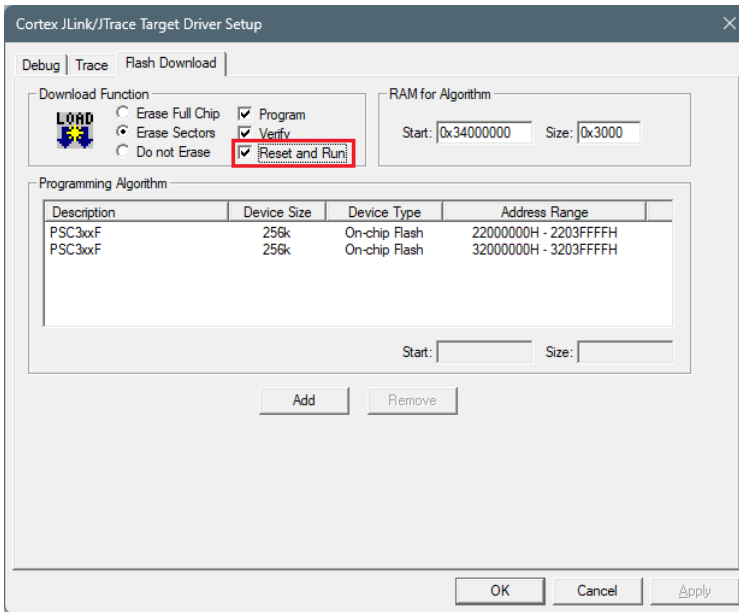 Cortex JLink/JTrace Target Driver Setup
Debug Trace Flash Download
Download Function
LOAD
Erase Full Chip
Erase Sectors
Do not Erase
Program
Verify
Reset and Run
RAM for Algorithm
Start: 0x34000000 Size: 0x3000
Programming Algorithm
Description Device Size Device Type Address Range
PSC3xxF 256k On-chip Flash 22000000H - 2203FFFFH
PSC3xxF 256k On-chip Flash 32000000H - 3203FFFFH
Start: Size:
Add Remove
OK Cancel Apply